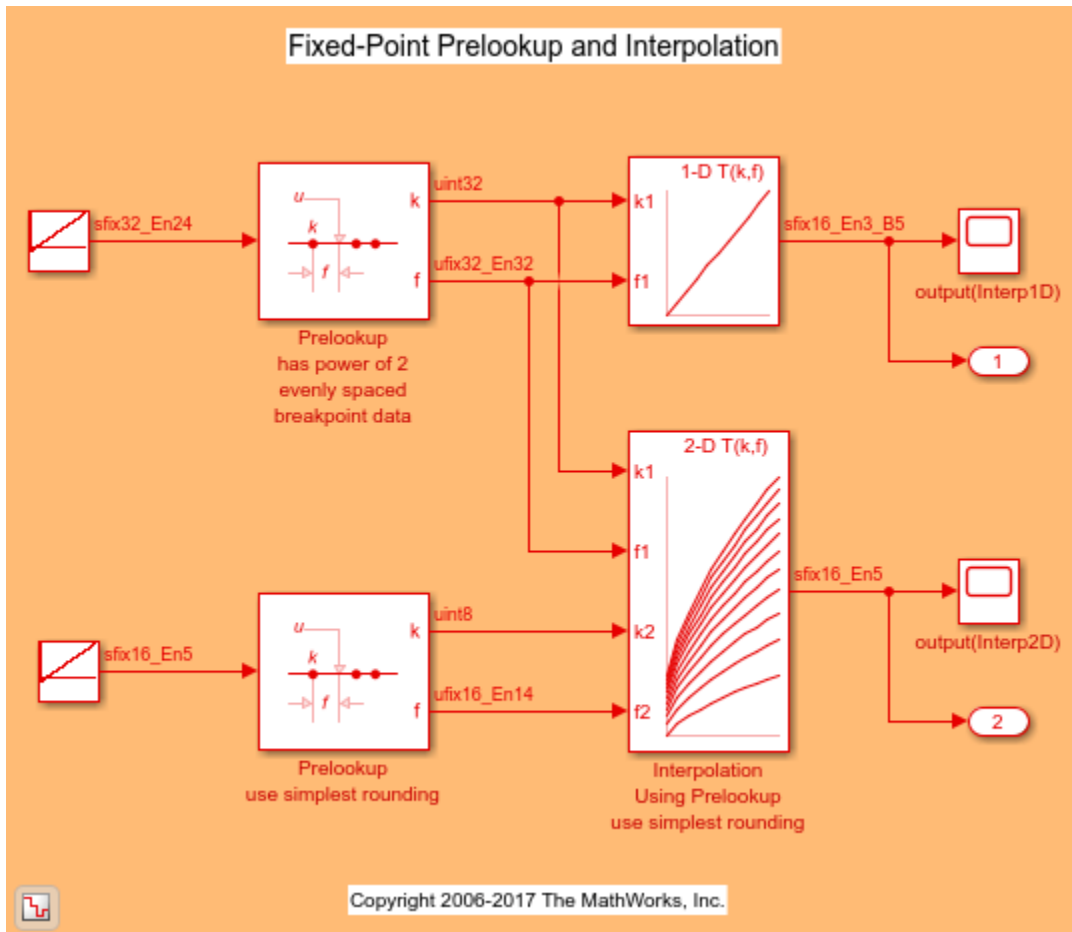 Fixed-Point Prelookup and Interpolation
sfix32_En24
u
k
f
k
f
Prelookup
has power of 2
evenly spaced
breakpoint data
uint32
ufix32_En32
1-D T(k,f)
k1
f1
sfix16_En3_B5
output(Interp1D)
1
sfix16_En5
u
k
f
k
f
Prelookup
use simplest rounding
uint8
ufix16_En14
2-D T(k,f)
k1
f1
k2
f2
Interpolation
Using Prelookup
use simplest rounding
sfix16_En5
output(Interp2D)
2
Copyright 2006-2017 The MathWorks, Inc.